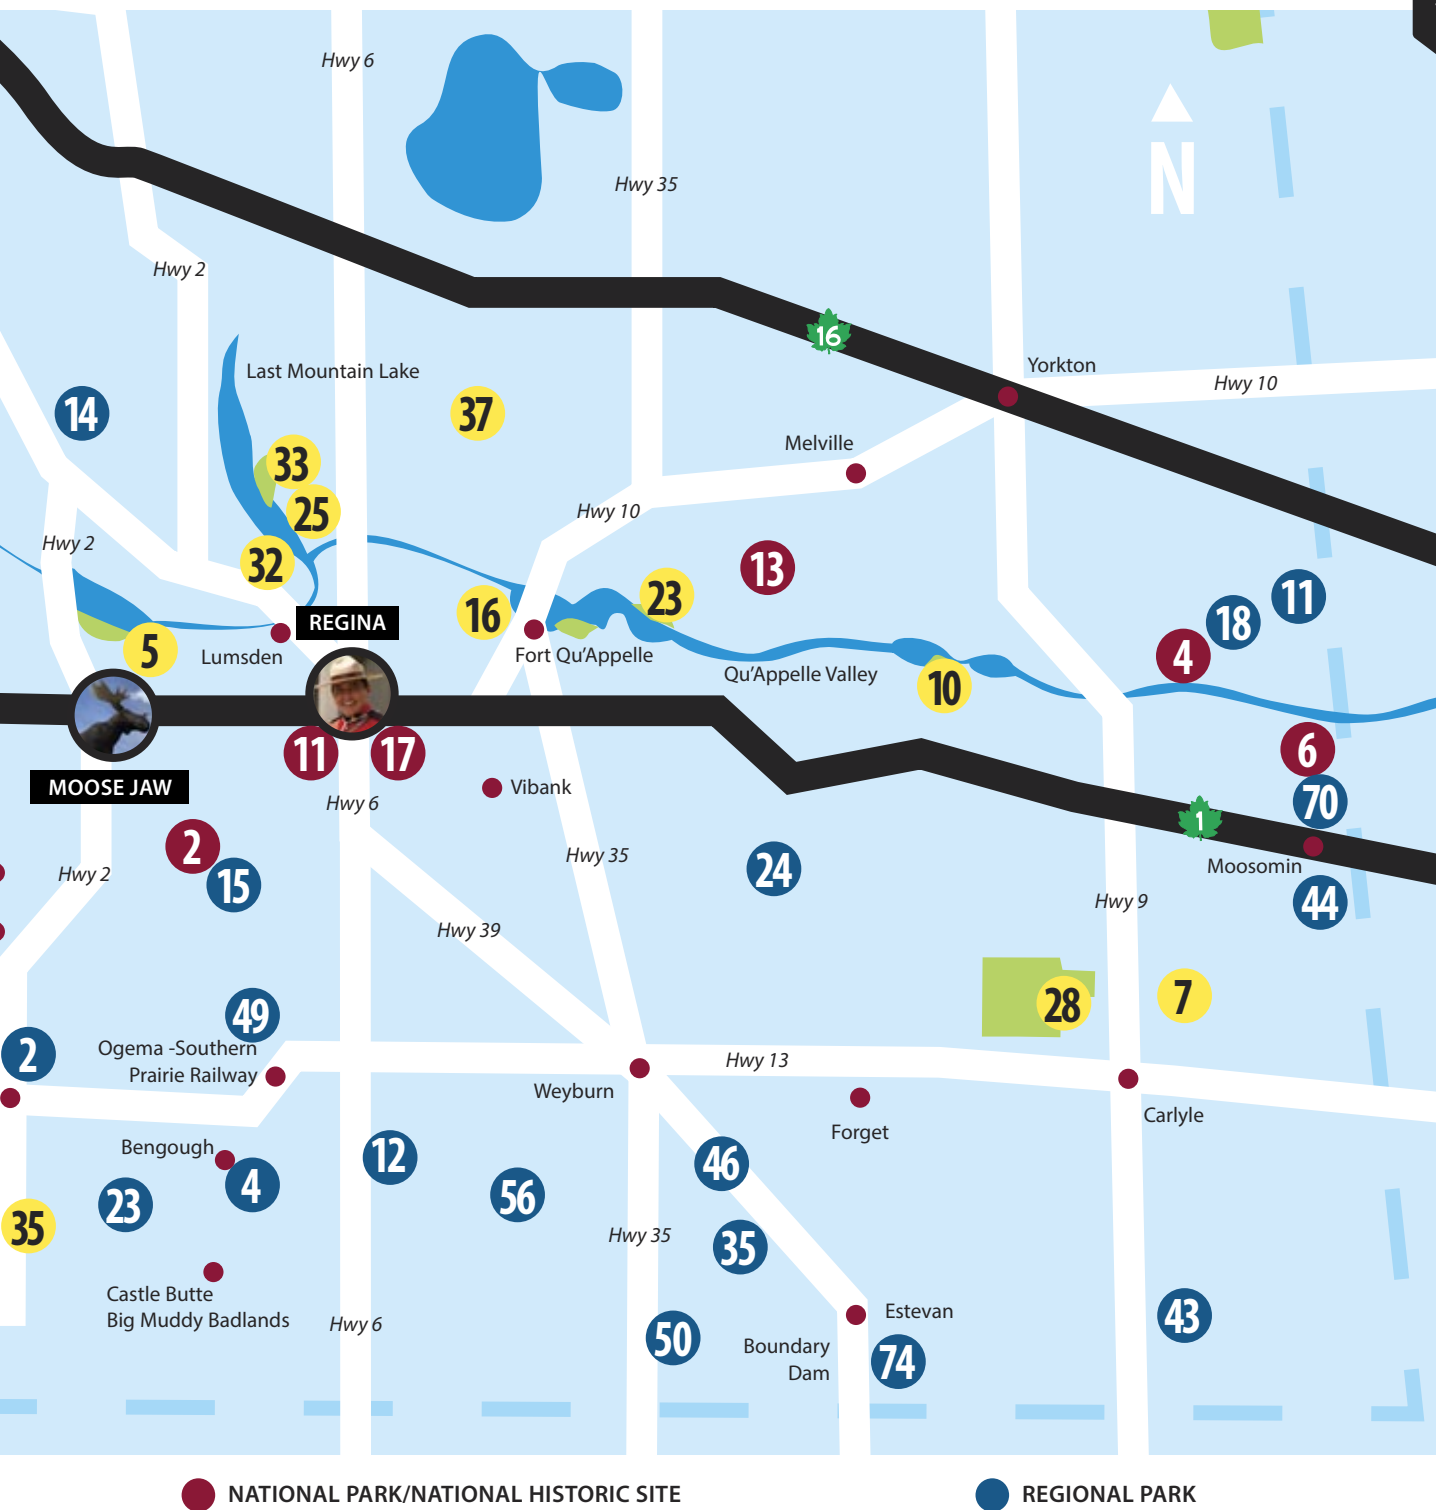 Hwy 6
N
Hwy 35
Hwy 2
16
Yorkton
Last Mountain Lake
Hwy 10
14
37
Melville
33
25
Hwy 10
Hwy 2
32
13
16
23
11
18
REGINA
5
Lumsden
Fort Qu'Appelle
4
Qu'Appelle Valley
10
11
17
6
MOOSE JAW
Vibank
Hwy 6
70
1
2
Hwy 35
Moosomin
Hwy 2
15
24
Hwy 9
44
Hwy 39
28
7
49
2
Ogema -Southern
Prairie Railway
Hwy 13
Weyburn
Forget
Carlyle
Bengough
12
46
4
56
23
35
Hwy 35
35
Castle Butte
Big Muddy Badlands
Hwy 6
50
Estevan
43
Boundary
Dam
74
NATIONAL PARK/NATIONAL HISTORIC SITE
REGIONAL PARK